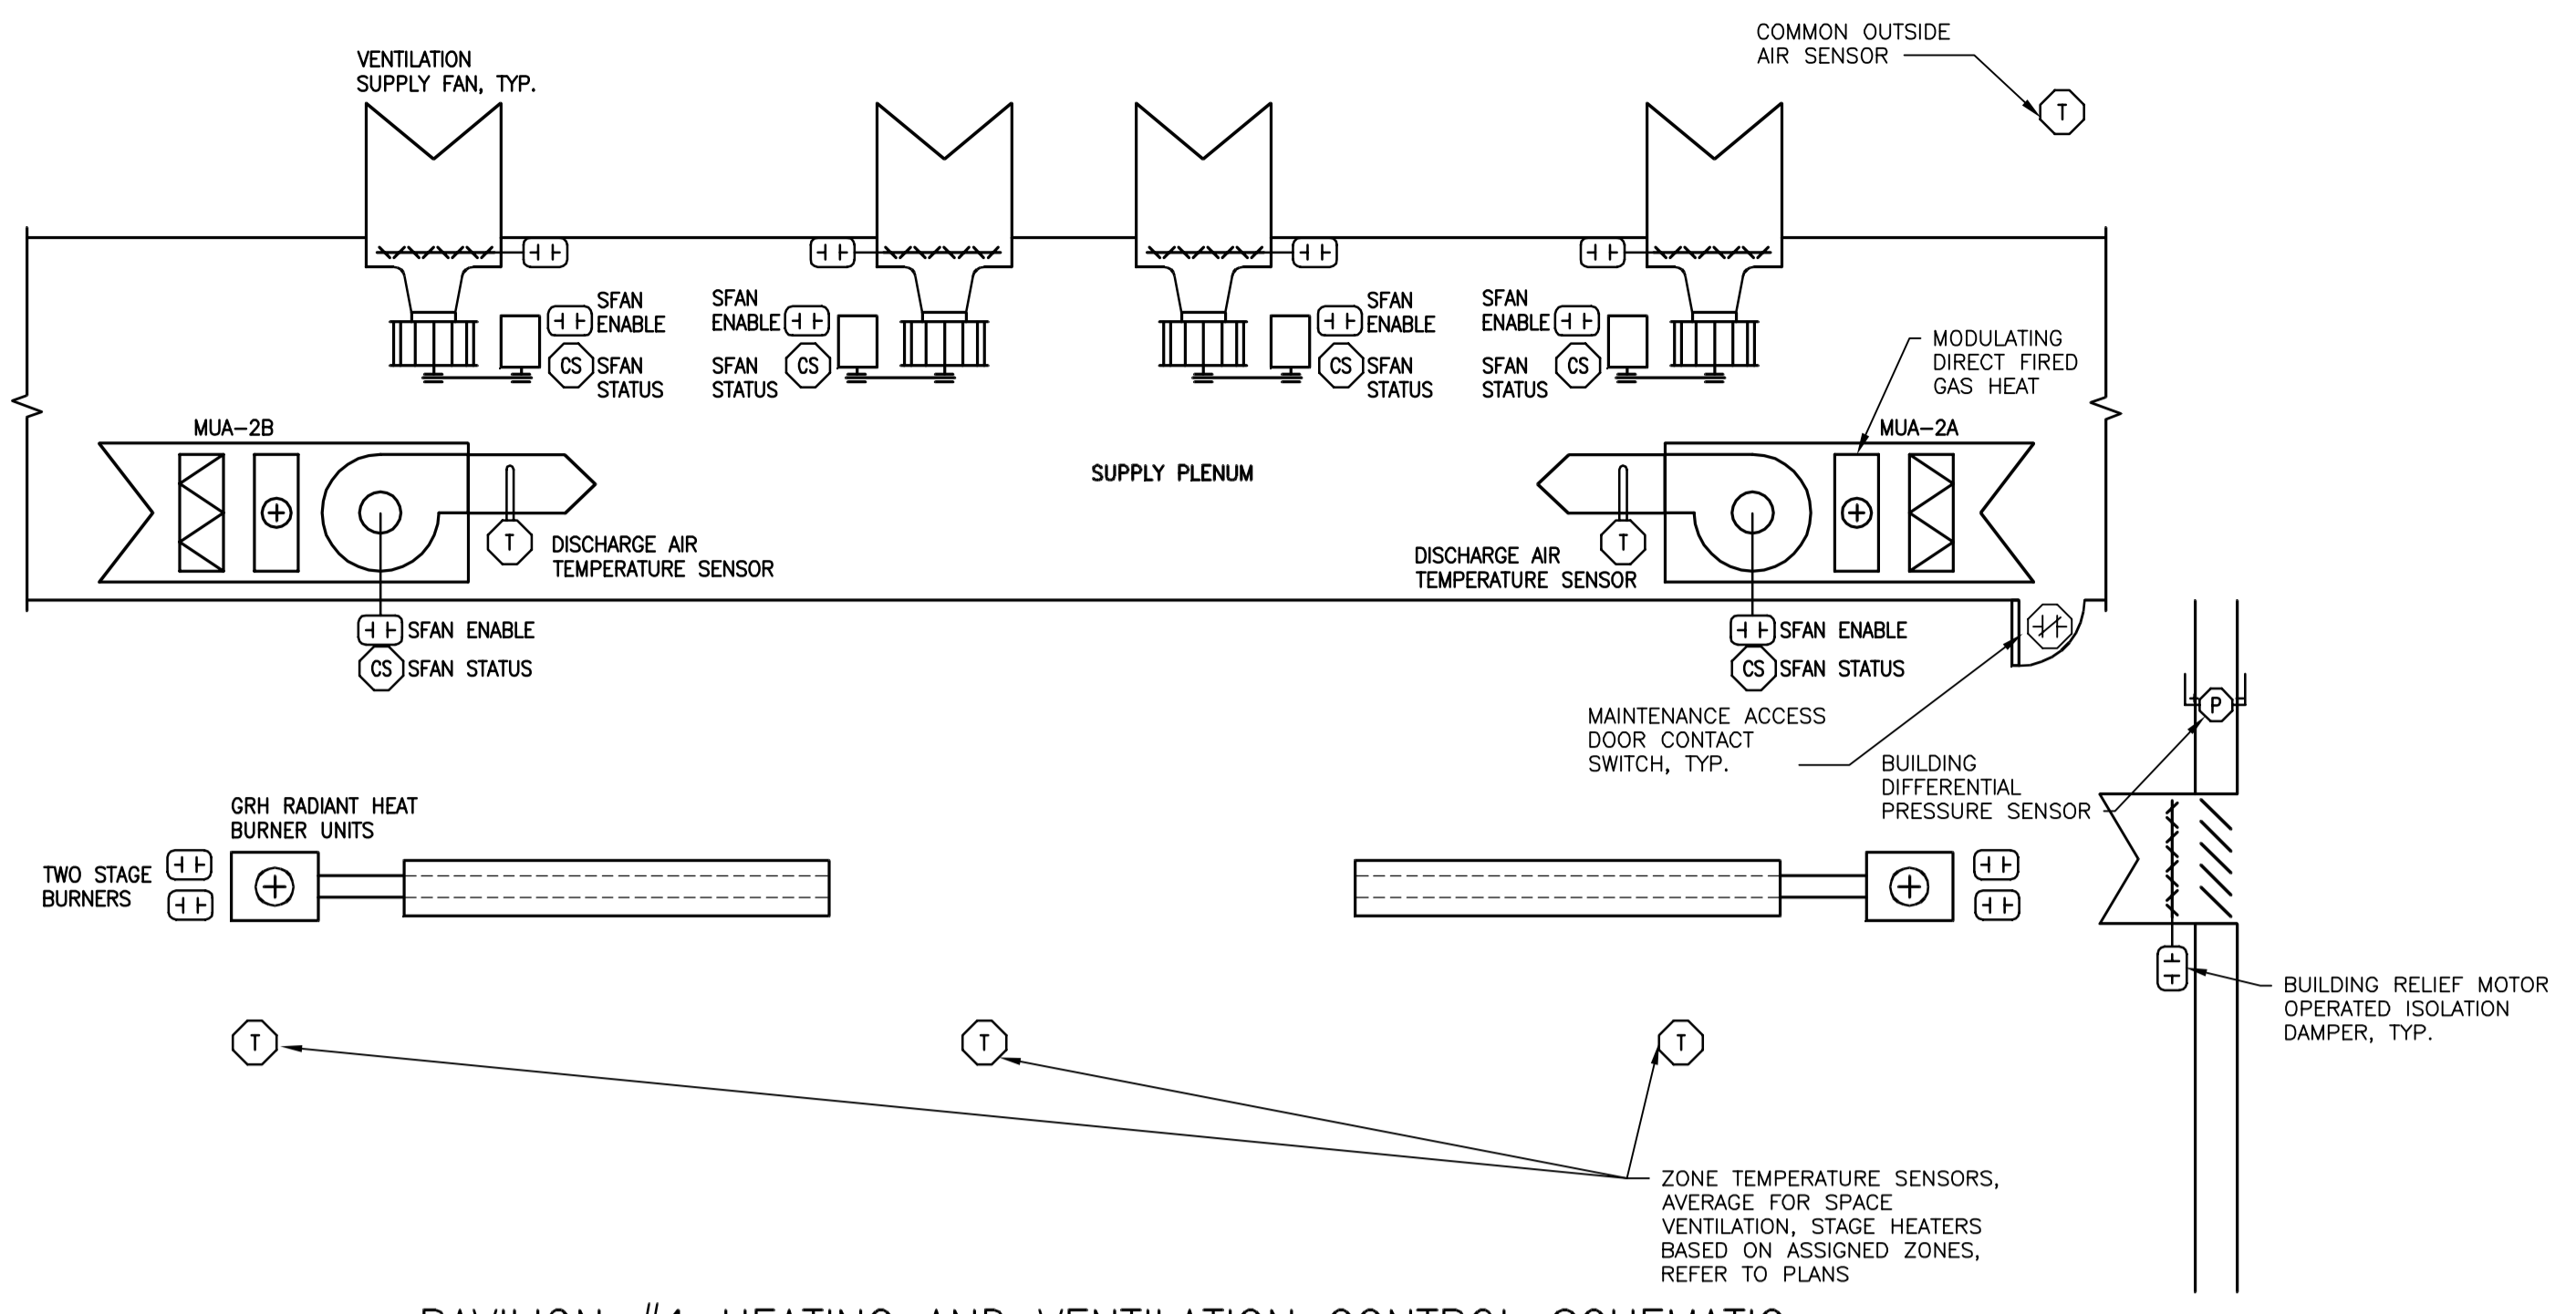 COMMON OUTSIDE
AIR SENSOR
T
VENTILATION
SUPPLY FAN, TYP.
SFAN
ENABLE
CS
SFAN
STATUS
SFAN
ENABLE
SFAN
STATUS
CS
SFAN
ENABLE
CS
SFAN
STATUS
SFAN
ENABLE
SFAN
STATUS
CS
MODULATING
DIRECT FIRED
GAS HEAT
MUA-2B
MUA-2A
SUPPLY PLENUM
T
DISCHARGE AIR
TEMPERATURE SENSOR
DISCHARGE AIR
TEMPERATURE SENSOR
T
SFAN ENABLE
CS SFAN STATUS
SFAN ENABLE
CS SFAN STATUS
MAINTENANCE ACCESS
DOOR CONTACT
SWITCH, TYP.
P
BUILDING
DIFFERENTIAL
PRESSURE SENSOR
GRH RADIANT HEAT
BURNER UNITS
TWO STAGE
BURNERS
BUILDING RELIEF MOTOR
OPERATED ISOLATION
DAMPER, TYP.
T
T
T
ZONE TEMPERATURE SENSORS,
AVERAGE FOR SPACE
VENTILATION, STAGE HEATERS
BASED ON ASSIGNED ZONES,
REFER TO PLANS
HEATING AND VENTILATION CONTROL SCHEMATIC